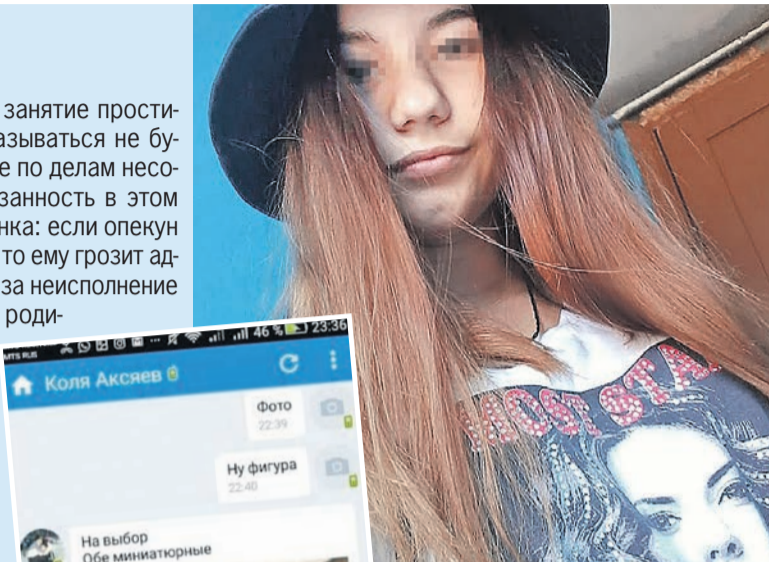 занятие прости-
азываться не бу-
е по делам несо-
занность в этом
нка: если опекун
то ему грозит ад-
за неисполнение
роди-
MTS RUS
46 % 23:36
Коля Аксяев
Фото
22:39
Ну фигура
22:40
На выбор
Обе миниатюрные